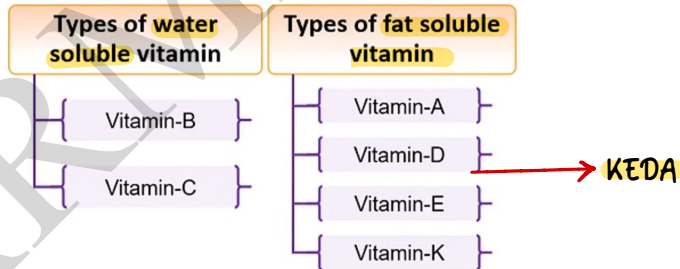 Types of water
soluble vitamin
Vitamin-B
Vitamin-C
Types of fat soluble
vitamin
Vitamin-A
Vitamin-D
Vitamin-E
Vitamin-K
KEDA